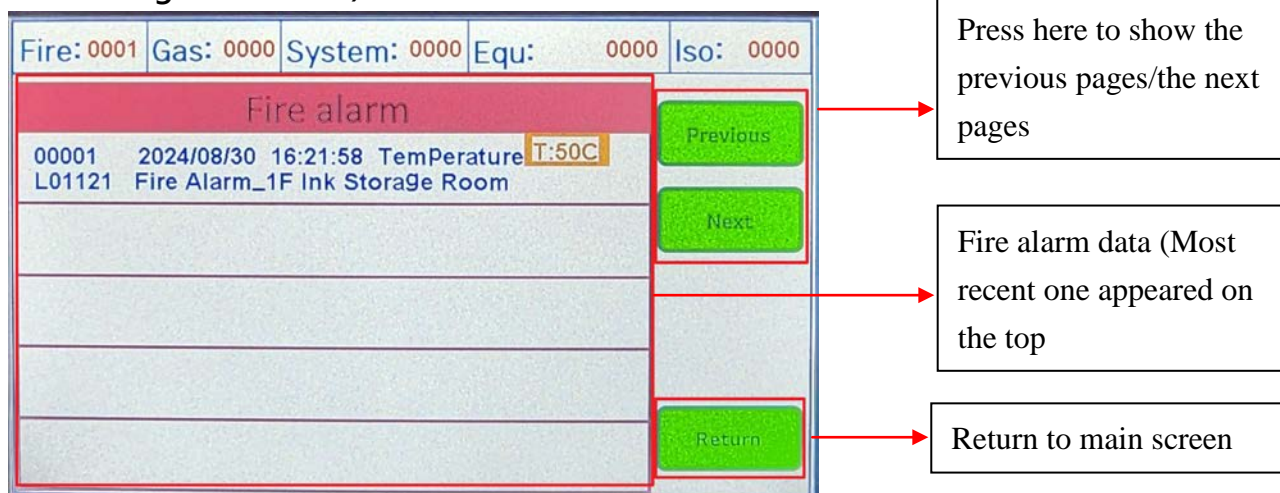 Fire: 0001 Gas: 0000 System: 0000 Equ: 0000 Iso: 0000
Fire alarm
00001 2024/08/30 16:21:58 TemPerature T:50C
L01121 Fire Alarm_1F Ink Storage Room
Previous
Next
Return
Press here to show the
previous pages/the next
pages
Fire alarm data (Most
recent one appeared on
the top
Return to main screen